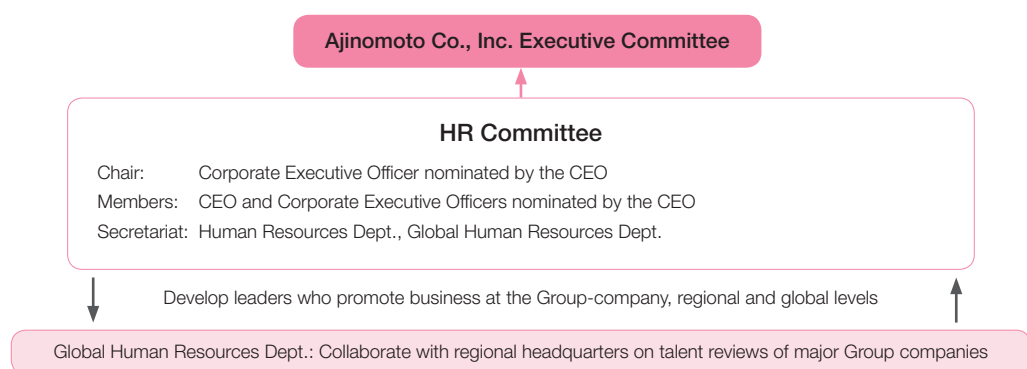 Ajinomoto Co., Inc. Executive Committee
HR Committee
Chair: Corporate Executive Officer nominated by the CEO
Members: CEO and Corporate Executive Officers nominated by the CEO
Secretariat: Human Resources Dept., Global Human Resources Dept.
Develop leaders who promote business at the Group-company, regional and global levels
Global Human Resources Dept.: Collaborate with regional headquarters on talent reviews of major Group companies